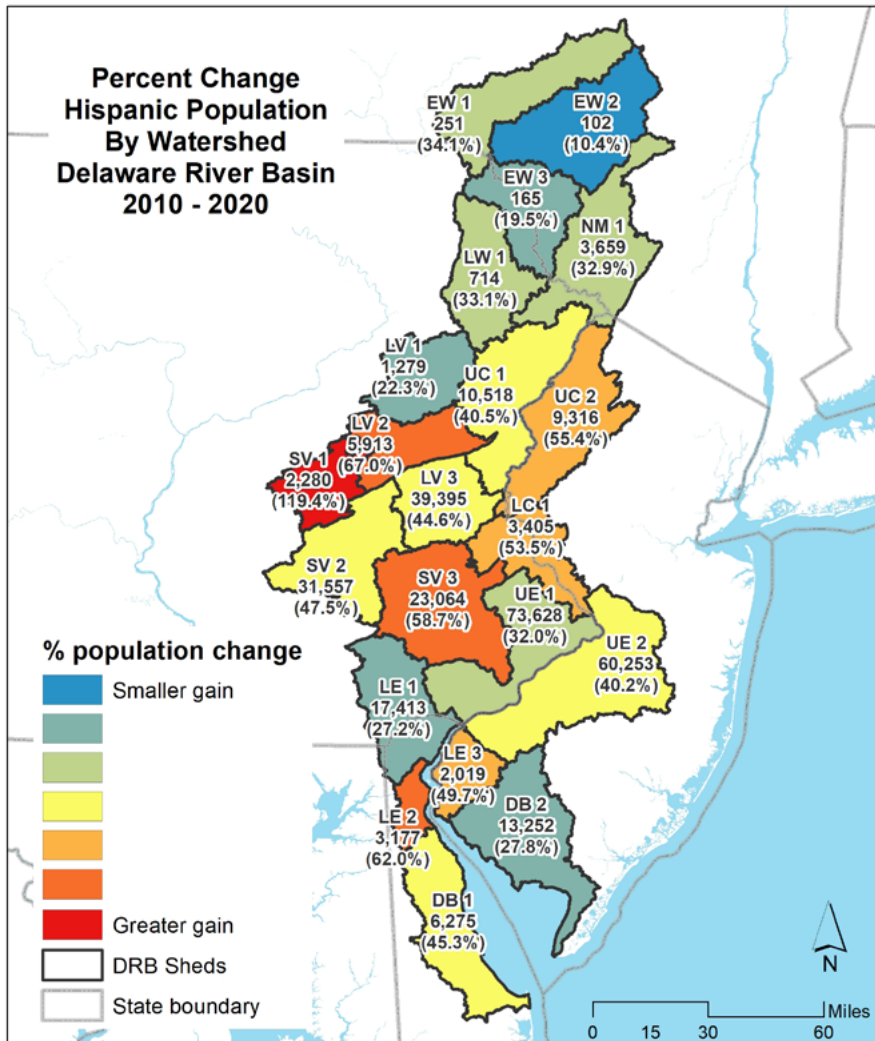 Percent Change
Hispanic Population
By Watershed
Delaware River Basin
2010 - 2020
EW 1
251
(34.1%)
EW 2
102
(10.4%)
EW 3
165
(19.5%)
NM 1
3,659
(32.9%)
LW 1
714
(33.1%)
LV 1
1,279
(22.3%)
UC 1
10,518
(40.5%)
UC 2
9,316
(55.4%)
LV 2
5,913
(67.0%)
SV 1
2,280
(119.4%)
LV 3
39,395
(44.6%)
LC 1
3,405
(53.5%)
SV 2
31,557
(47.5%)
SV 3
23,064
(58.7%)
UE 1
73,628
(32.0%)
UE 2
60,253
(40.2%)
LE 1
17,413
(27.2%)
LE 3
2,019
(49.7%)
LE 2
3,177
(62.0%)
DB 2
13,252
(27.8%)
DB 1
6,275
(45.3%)
% population change
Smaller gain
Greater gain
DRB Sheds
State boundary
N
Miles
0 15 30 60